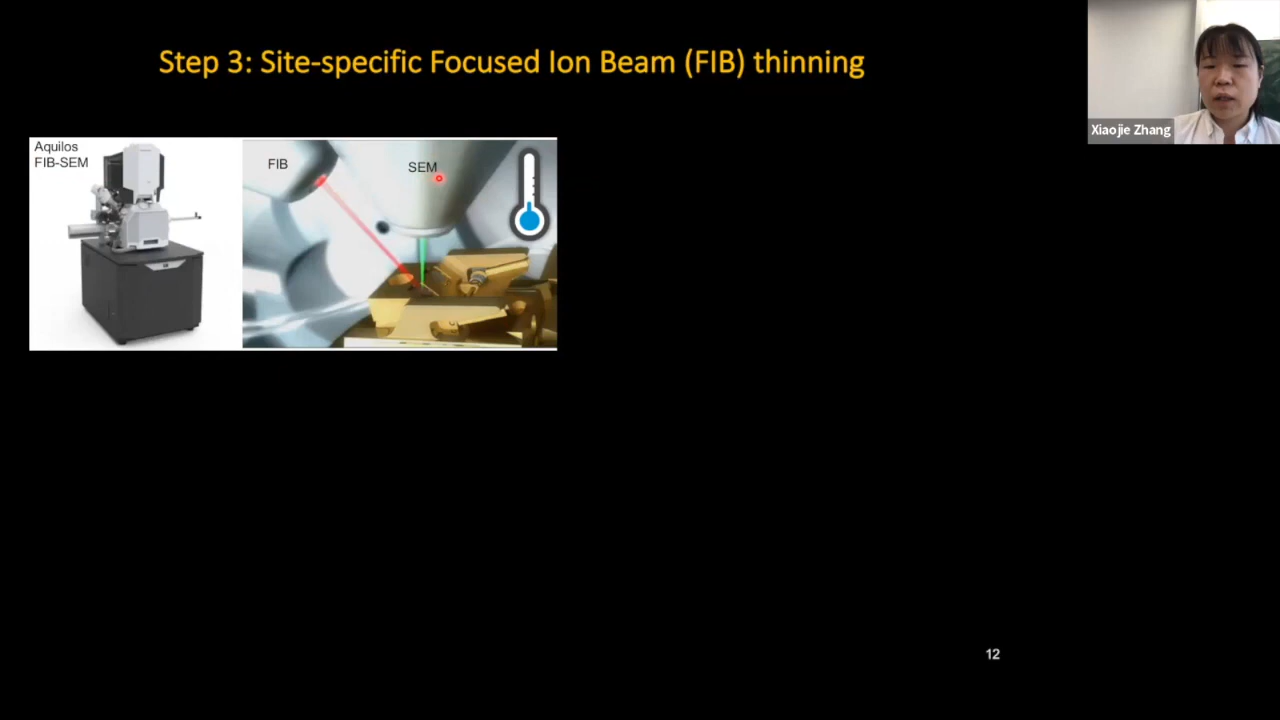 Step 3: Site-specific Focused Ion Beam (FIB) thinning
Xiaojie Zhang
Aquilos
FIB-SEM
FIB
SEM
12